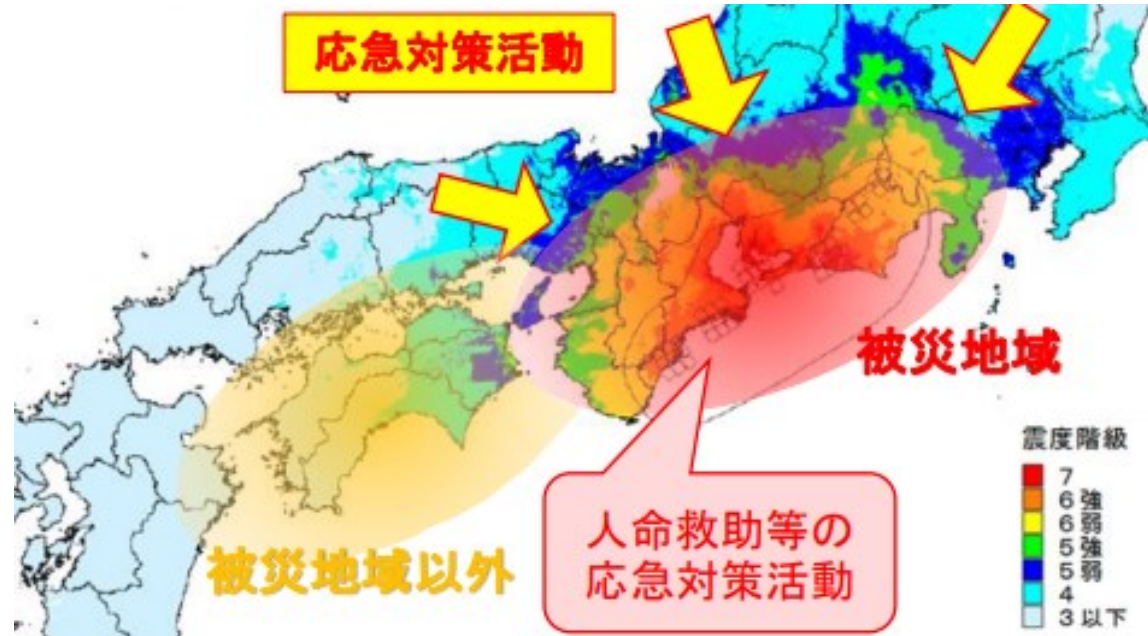 応急対策活動
被災地域
被災地域以外
人命救助等の
応急対策活動
震度階級
7
6強
6弱
5強
5弱
4
3以下